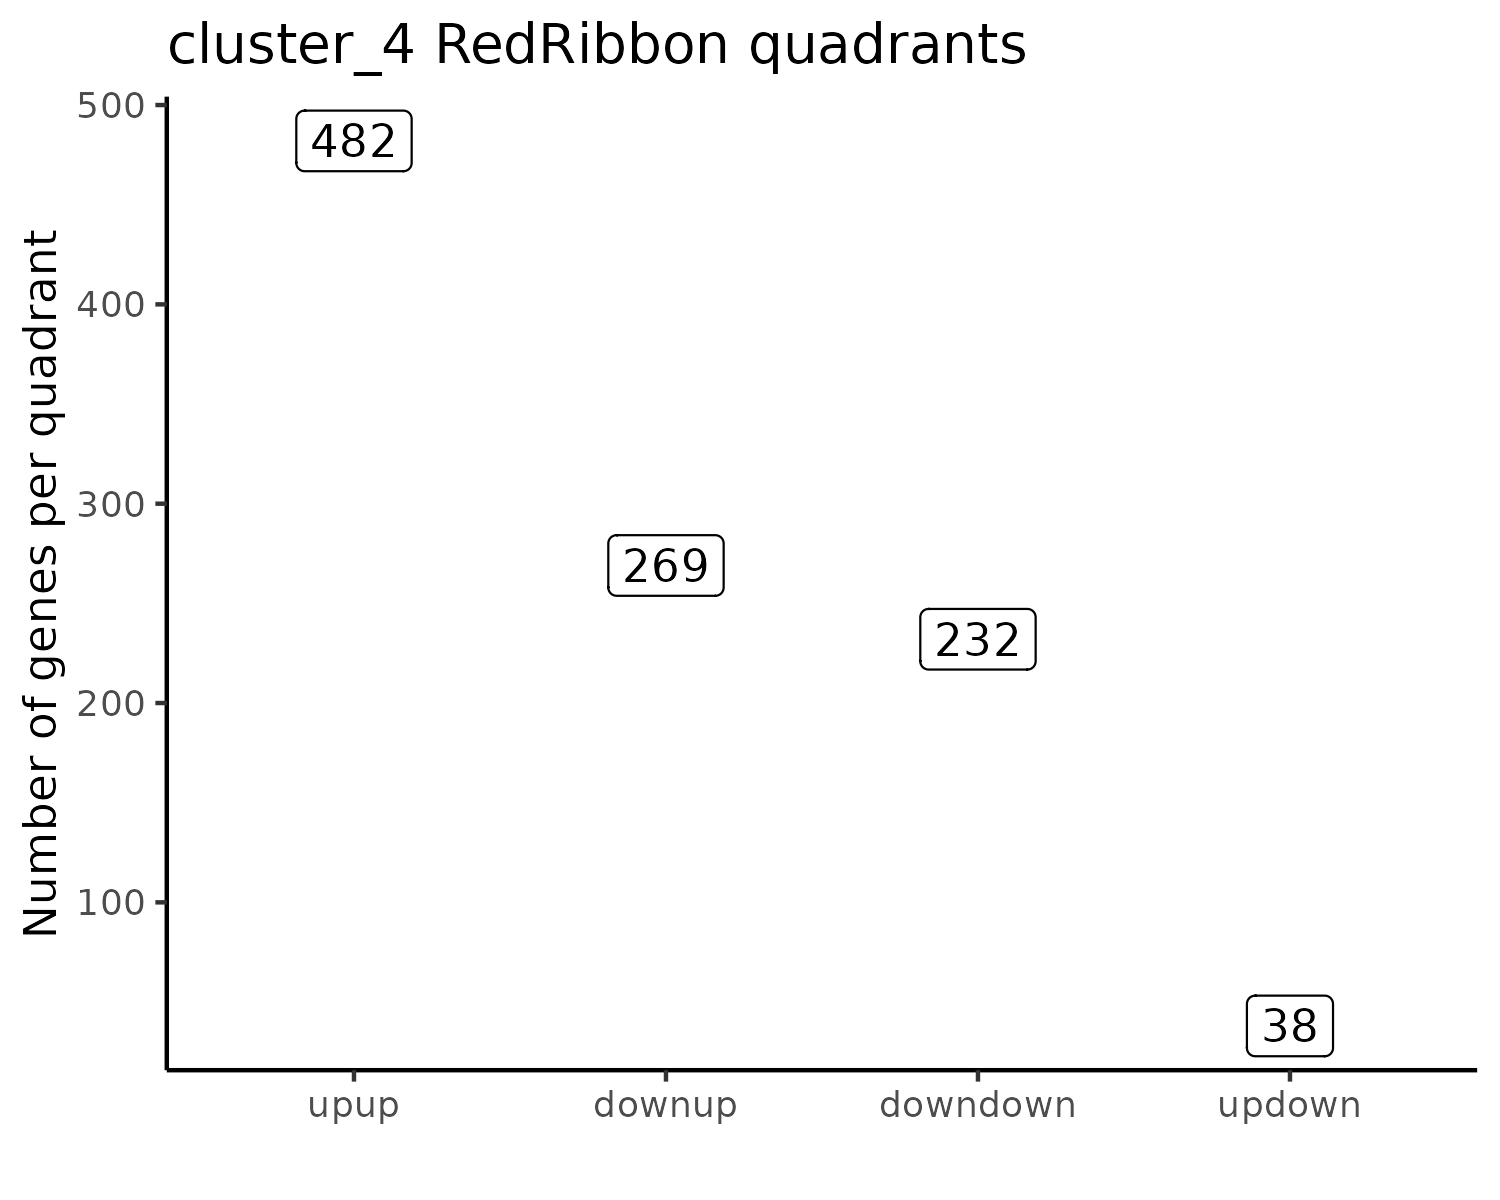 cluster_4 RedRibbon quadrants
Number of genes per quadrant
500
400
300
200
100
482
269
232
38
upup
downup
downdown
updown